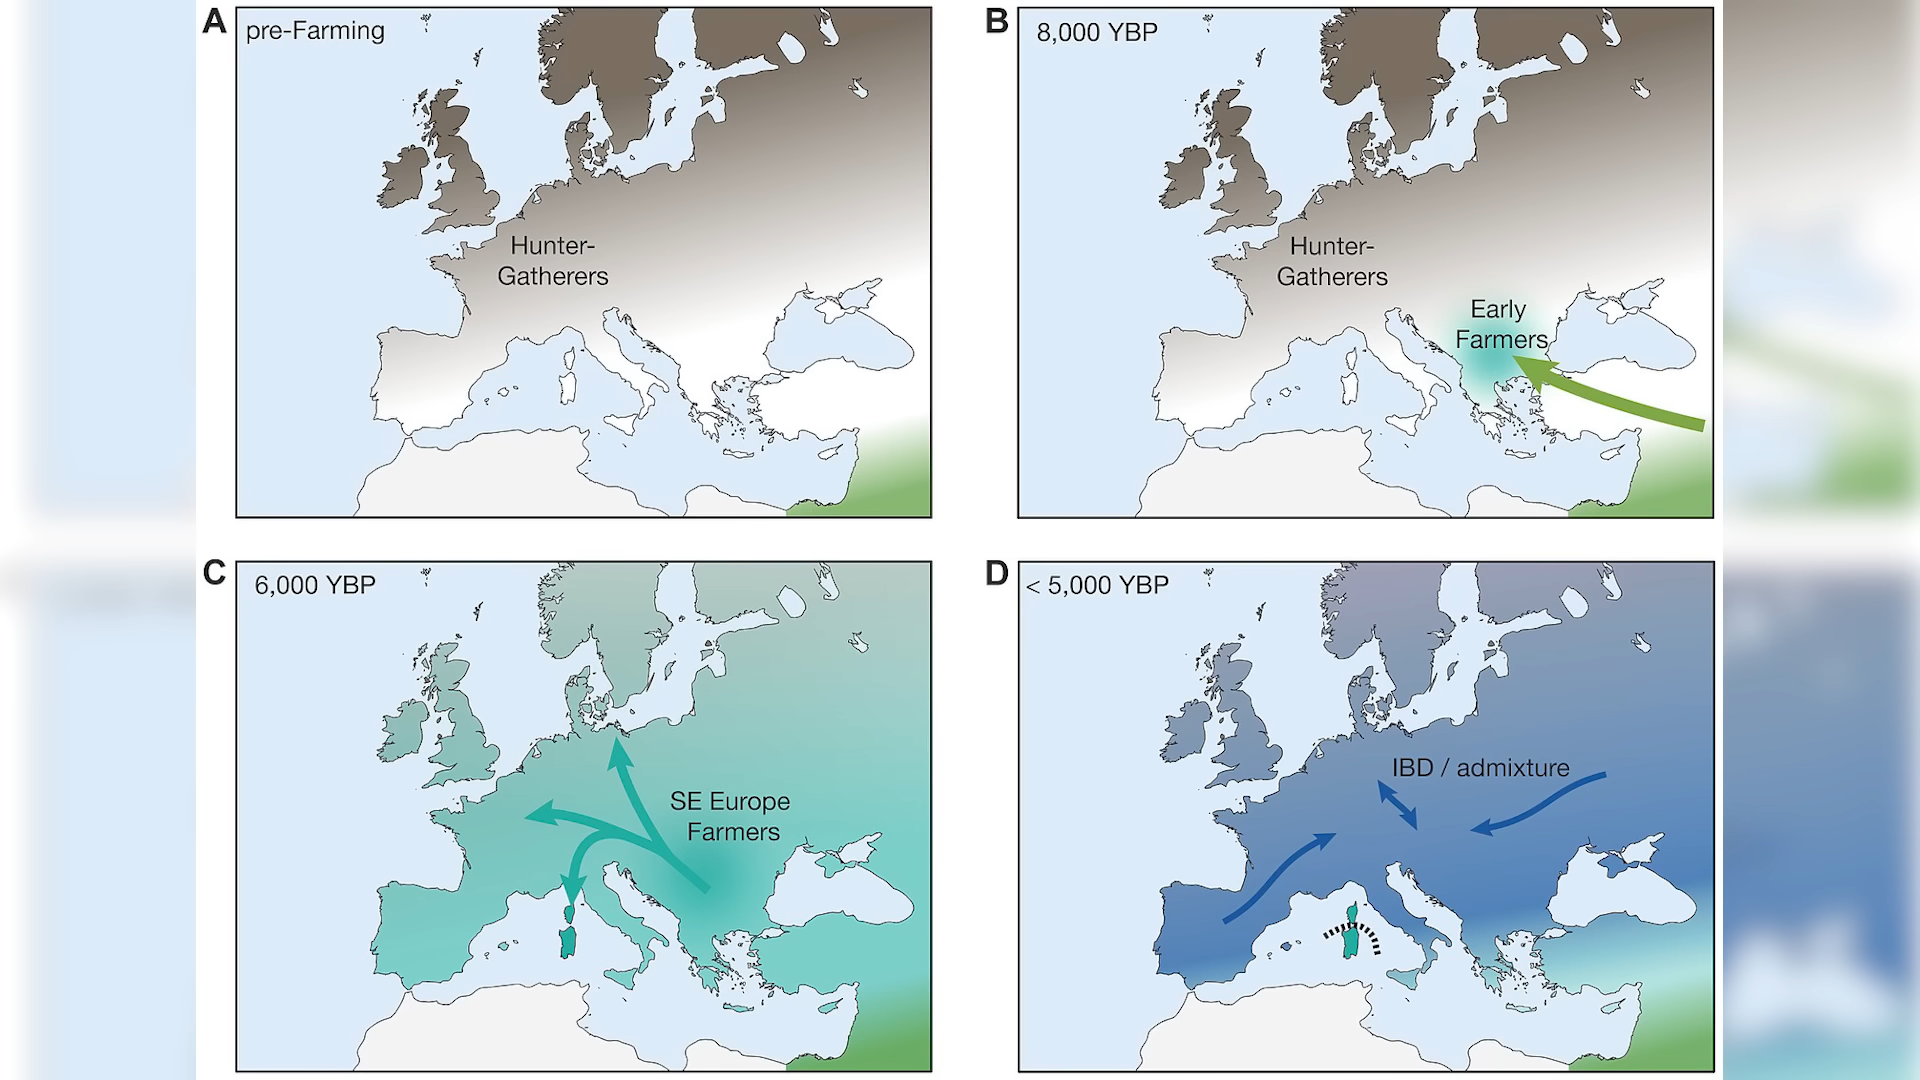 A
pre-Farming
Hunter-
Gatherers
B
8,000 YBP
Hunter-
Gatherers
Early
Farmers
C
6,000 YBP
SE Europe
Farmers
D
< 5,000 YBP
IBD / admixture